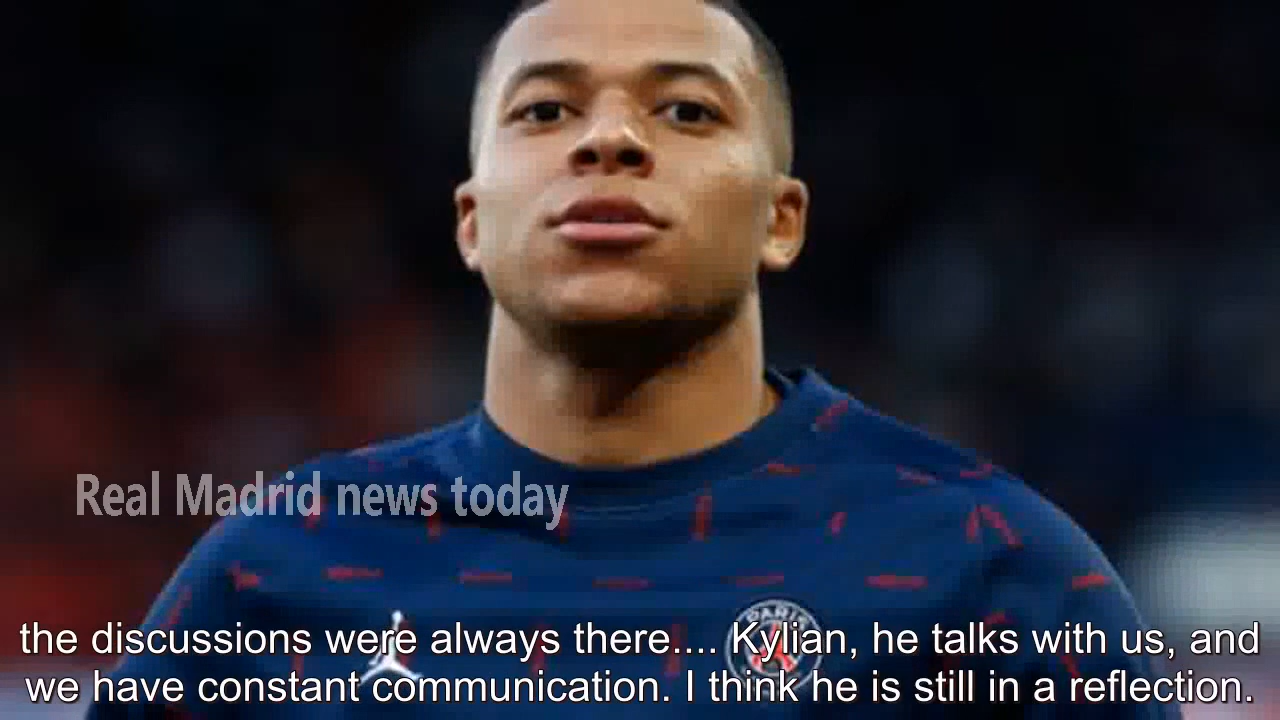 Real Madrid news today
PARIS
the discussions were always there.... Kylian, he talks with us, and
we have constant communication. I think he is still in a reflection.